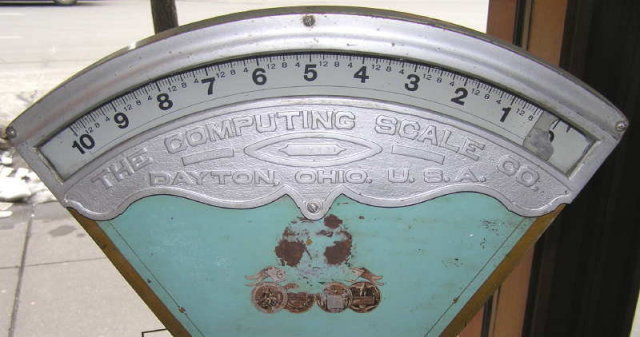 10 9 8 7 6 5 4 3 2 1
THE COMPUTING SCALE CO.
DAYTON, OHIO. U.S.A.